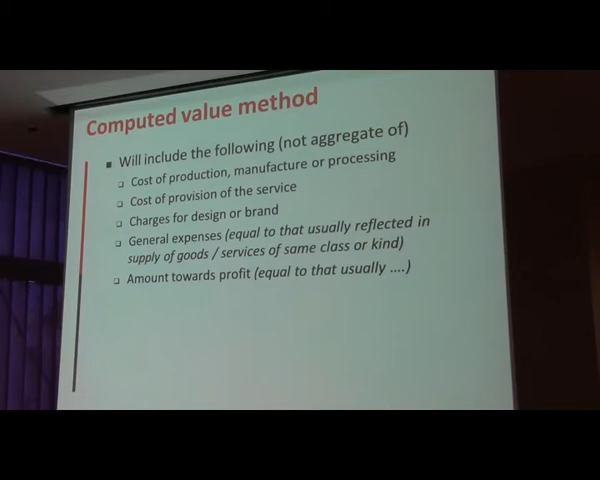 Computed value method
Will include the following (not aggregate of)
Cost of production, manufacture or processing
Cost of provision of the service
Charges for design or brand
General expenses (equal to that usually reflected in
supply of goods / services of same class or kind)
Amount towards profit (equal to that usually ....)